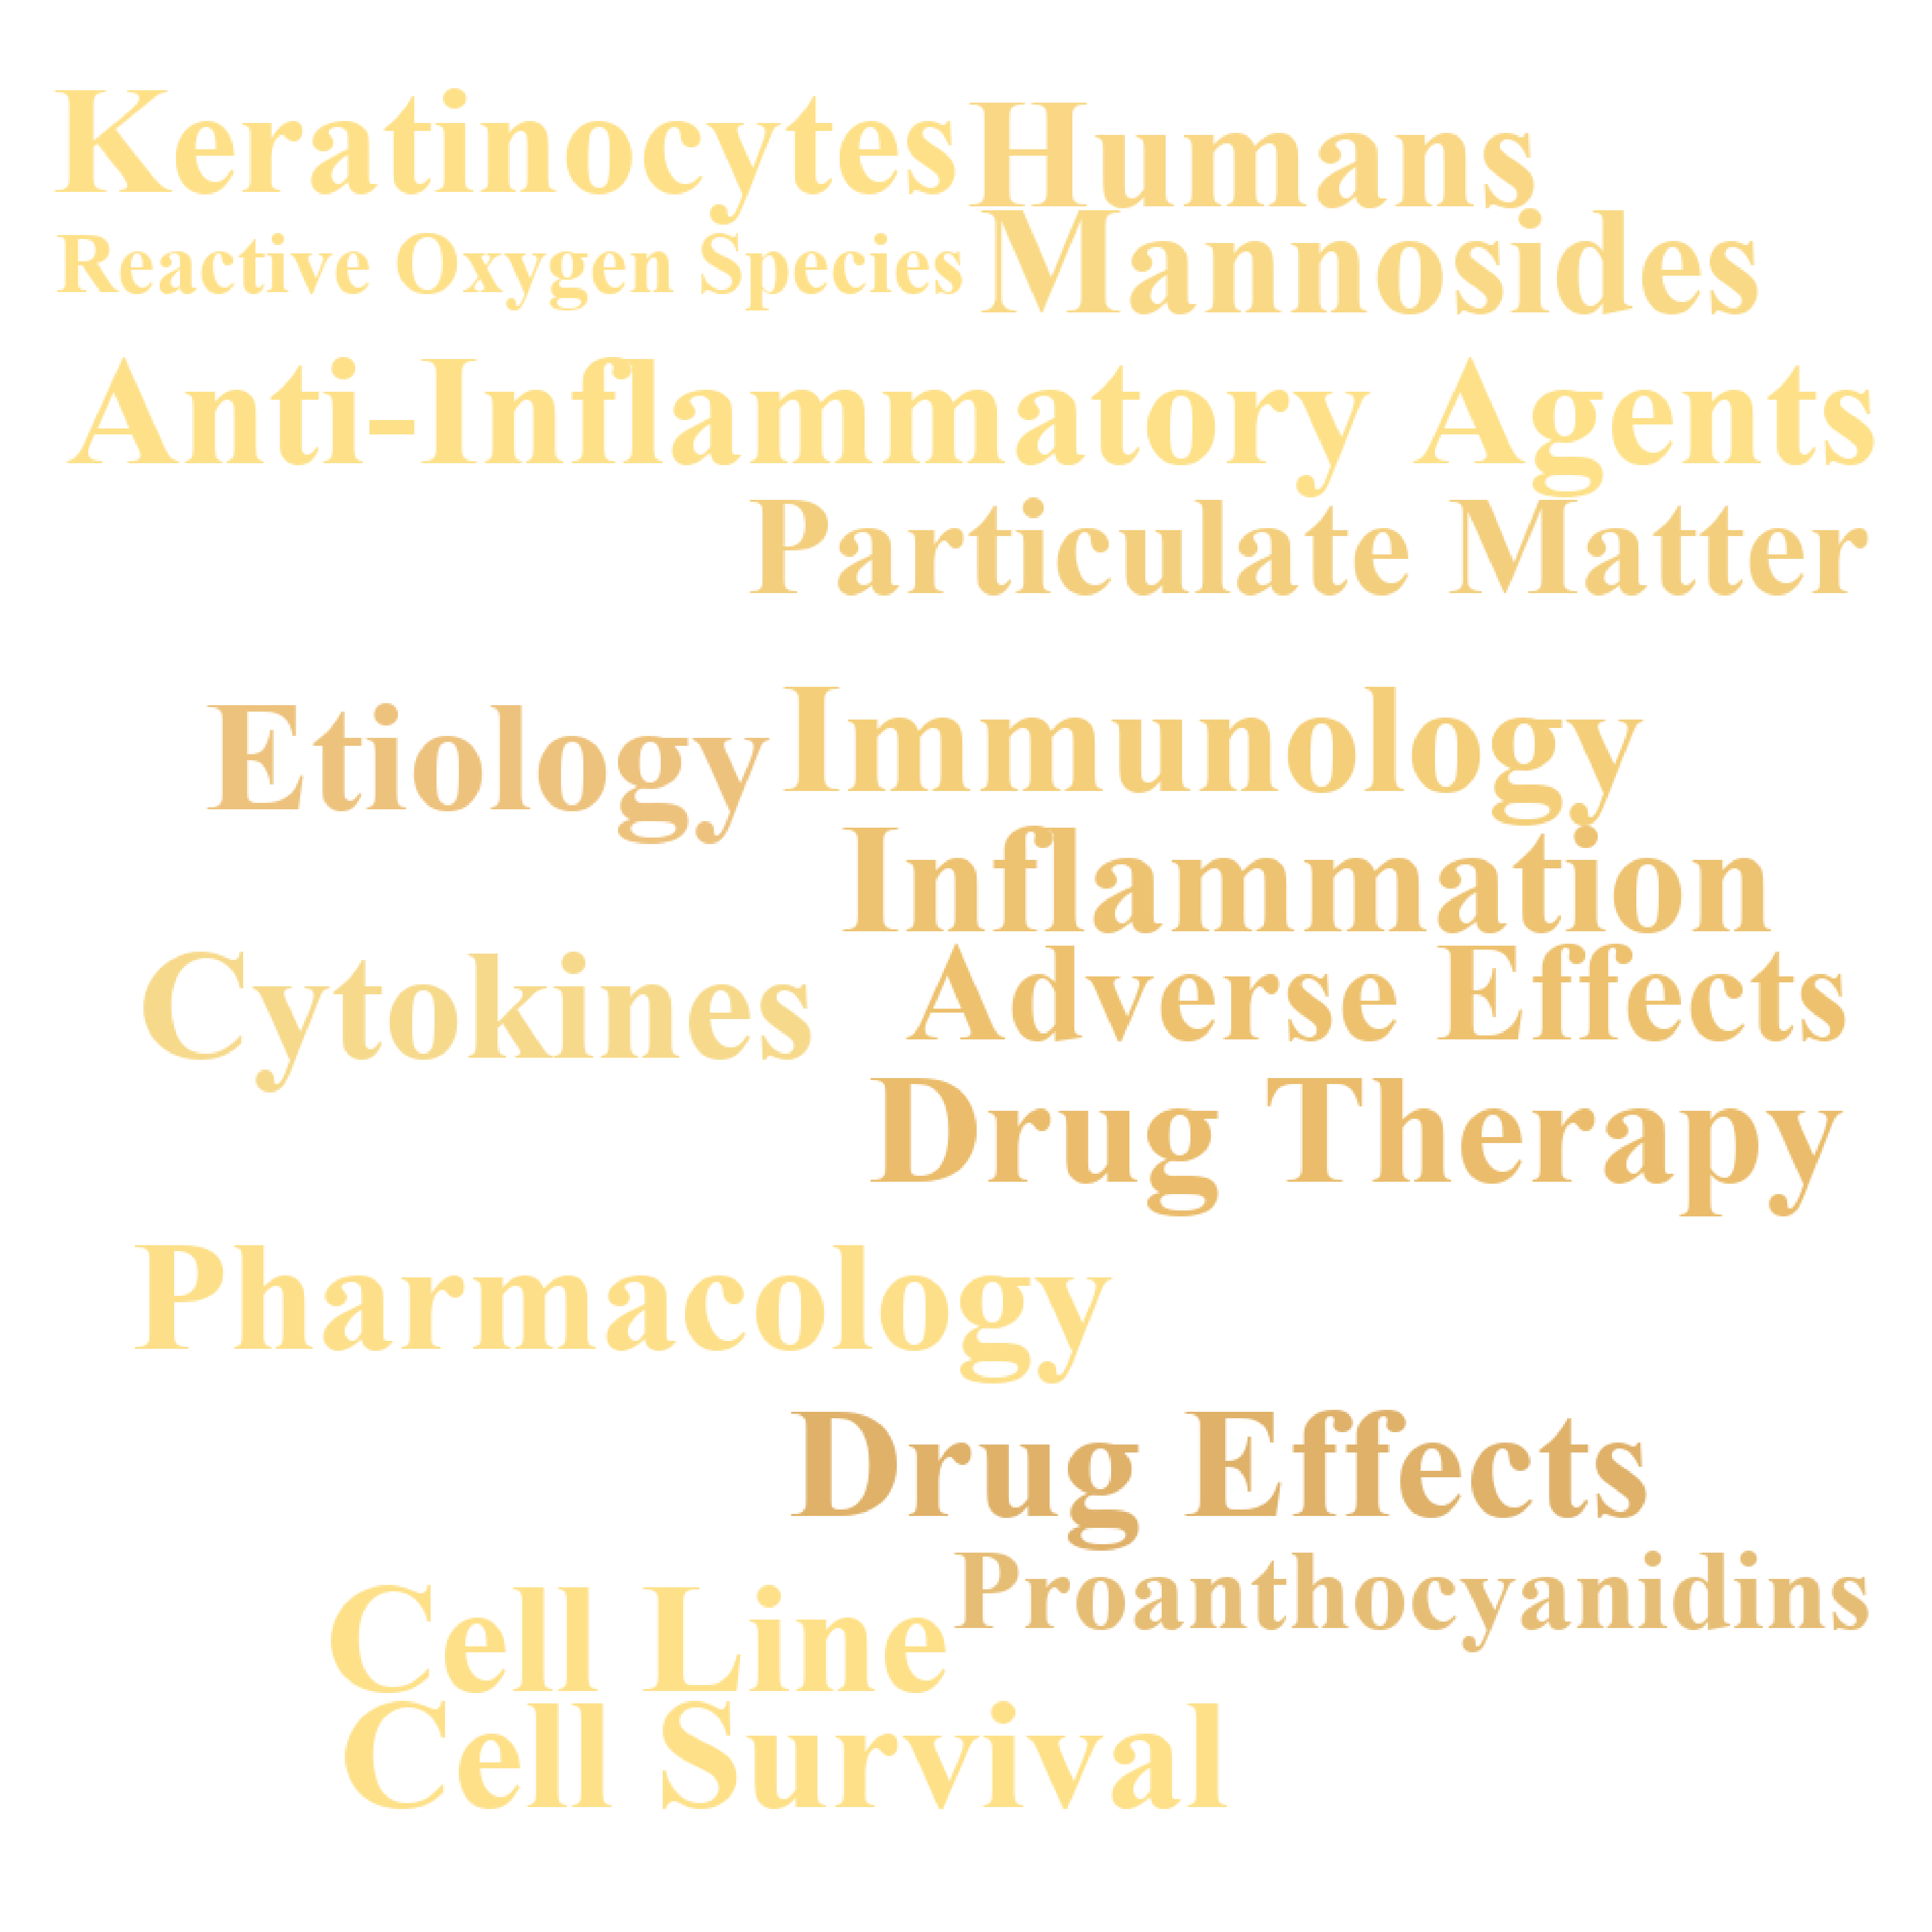 Keratinocytes
Humans
Reactive Oxygen Species
Mannosides
Anti-Inflammatory Agents
Particulate Matter
Etiology
Immunology
Inflammation
Cytokines
Adverse Effects
Drug Therapy
Pharmacology
Drug Effects
Proanthocyanidins
Cell Line
Cell Survival